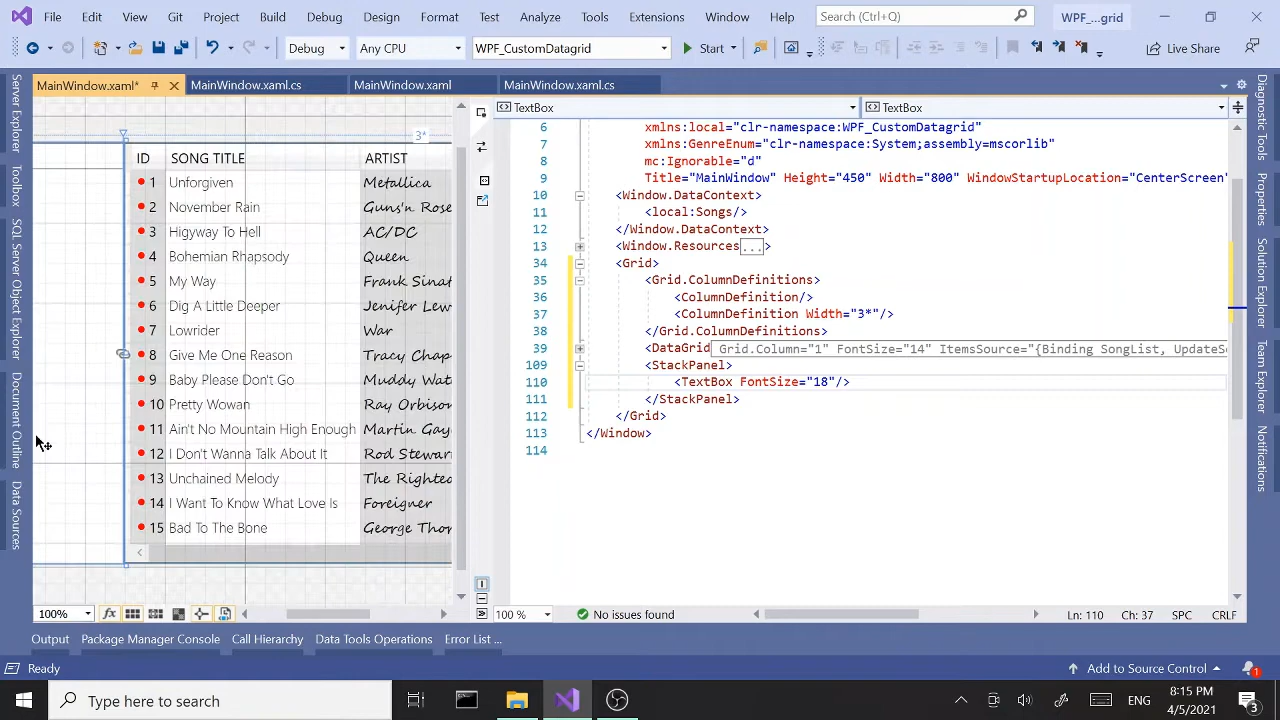 File Edit View Git Project Build Debug Design Format Test Analyze Tools Extensions Window Help Search (Ctrl+Q) WPF_...grid
Debug Any CPU WPF_CustomDatagrid Start Live Share
MainWindow.xaml* MainWindow.xaml.cs MainWindow.xaml MainWindow.xaml.cs
Server Explorer
Toolbox
SQL Server Object Explorer
Document Outline
Data Sources
3*
ID SONG TITLE ARTIST
1 Unforgiven Metallica
2 November Rain Guns'n Rose
3 Higyway To Hell AC/DC
4 Bohemian Rhapsody Queen
5 My Way Frank Sinat
6 Dig A Little Deeper Jenifer Lew
7 Lowrider War
8 Give Me One Reason Tracy Chap
9 Baby Please Don't Go Muddy Wat
10 Pretty Wowan Ray Orbiso
11 Ain't No Mountain High Enough Martin Gay
12 I Don't Wanna Talk About It Rod Stewar
13 Unchained Melody The Righteo
14 I Want To Know What Love Is Foreigner
15 Bad To The Bone George Thor
100% fx
TextBox TextBox
6 xmlns:local="clr-namespace:WPF_CustomDatagrid"
7 xmlns:GenreEnum="clr-namespace:System;assembly=mscorlib"
8 mc:Ignorable="d"
9 Title="MainWindow" Height="450" Width="800" WindowStartupLocation="CenterScreen"
10 <Window.DataContext>
11 <local:Songs/>
12 </Window.DataContext>
13 <Window.Resources...>
34 <Grid>
35 <Grid.ColumnDefinitions>
36 <ColumnDefinition/>
37 <ColumnDefinition Width="3*"/>
38 </Grid.ColumnDefinitions>
39 <DataGrid Grid.Column="1" FontSize="14" ItemsSource="{Binding SongList, UpdateSo
109 <StackPanel>
110 <TextBox FontSize="18"/>
111 </StackPanel>
112 </Grid>
113 </Window>
114
100 % No issues found Ln: 110 Ch: 37 SPC CRLF
Diagnostic Tools
Properties
Solution Explorer
Team Explorer
Notifications
Output Package Manager Console Call Hierarchy Data Tools Operations Error List ...
Ready Add to Source Control 1
Type here to search ENG
4/5/2021 3